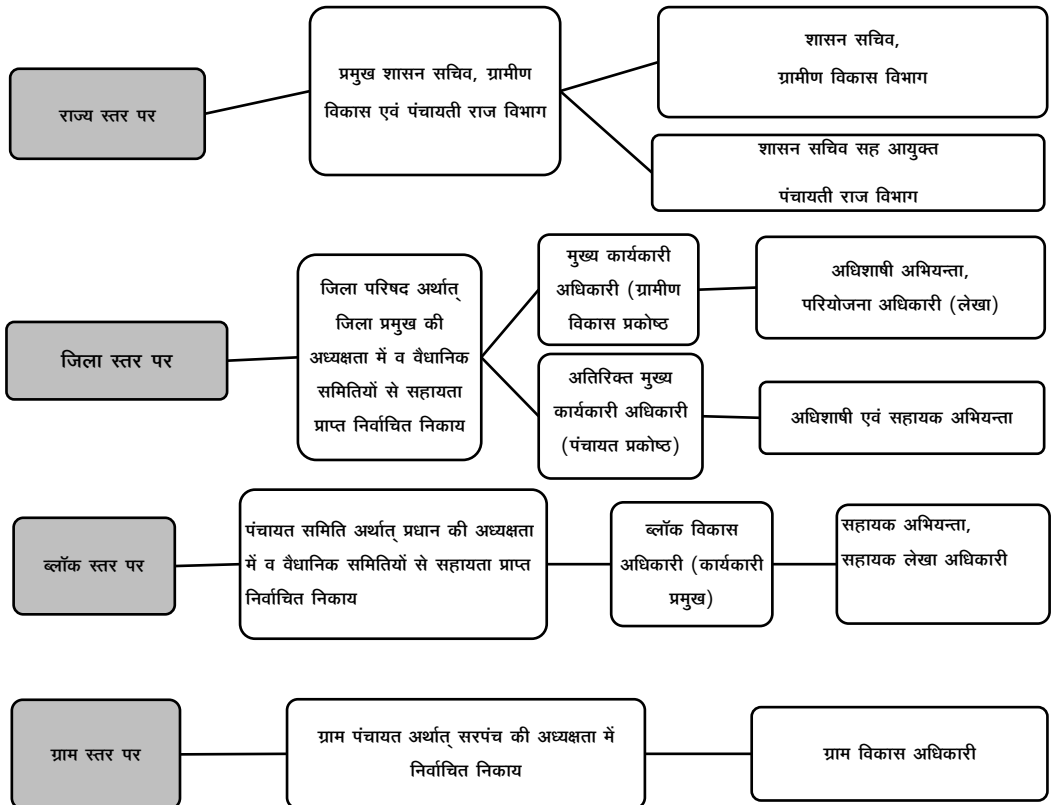 राज्य स्तर पर
प्रमुख शासन सचिव, ग्रामीण
विकास एवं पंचायती राज विभाग
शासन सचिव,
ग्रामीण विकास विभाग
शासन सचिव सह आयुक्त
पंचायती राज विभाग
जिला स्तर पर
जिला परिषद अर्थात्
जिला प्रमुख की
अध्यक्षता में व वैधानिक
समितियों से सहायता
प्राप्त निर्वाचित निकाय
मुख्य कार्यकारी
अधिकारी (ग्रामीण
विकास प्रकोष्ठ
अधिशाषी अभियन्ता,
परियोजना अधिकारी (लेखा)
अतिरिक्त मुख्य
कार्यकारी अधिकारी
(पंचायत प्रकोष्ठ)
अधिशाषी एवं सहायक अभियन्ता
ब्लॉक स्तर पर
पंचायत समिति अर्थात् प्रधान की अध्यक्षता
में व वैधानिक समितियों से सहायता प्राप्त
निर्वाचित निकाय
ब्लॉक विकास
अधिकारी (कार्यकारी
प्रमुख)
सहायक अभियन्ता,
सहायक लेखा अधिकारी
ग्राम स्तर पर
ग्राम पंचायत अर्थात् सरपंच की अध्यक्षता में
निर्वाचित निकाय
ग्राम विकास अधिकारी